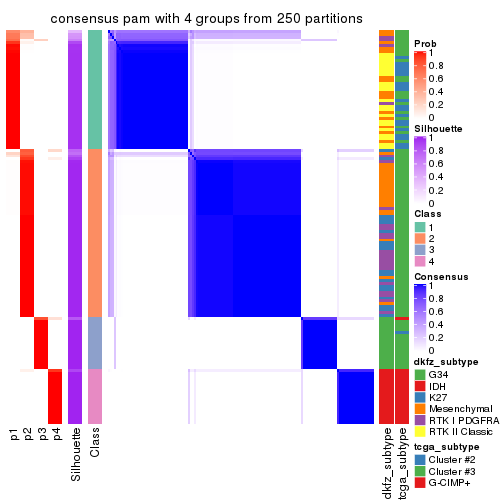 consensus pam with 4 groups from 250 partitions
Prob
1
0.8
0.6
0.4
0.2
0
Silhouette
1
0.8
0.6
0.4
0.2
0
Class
1
2
3
4
Consensus
1
0.8
0.6
0.4
0.2
0
dkfz_subtype
G34
IDH
K27
Mesenchymal
RTK I PDGFRA
RTK II Classic
tcga_subtype
Cluster #2
Cluster #3
G-CIMP+
p1
p2
p3
p4
Silhouette
Class
dkfz_subtype
tcga_subtype